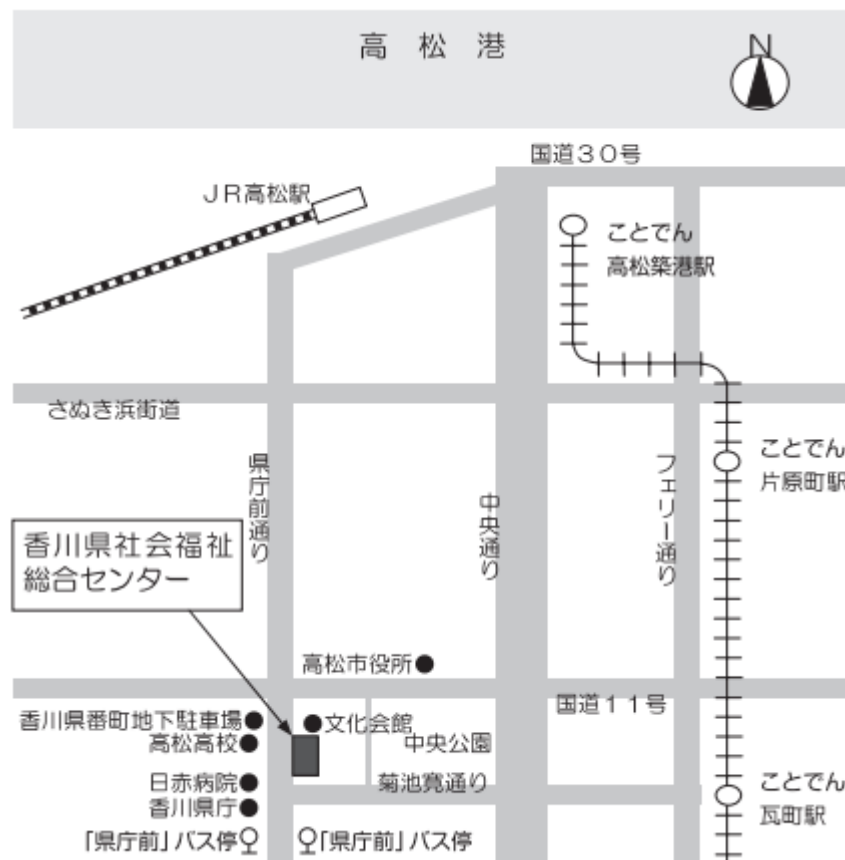 高松港
N
国道30号
JR高松駅
ことでん
高松築港駅
さぬき浜街道
県庁前通り
中央通り
フェリー通り
ことでん
片原町駅
香川県社会福祉
総合センター
高松市役所
国道11号
香川県番町地下駐車場
文化会館
高松高校
中央公園
日赤病院
菊池寛通り
香川県庁
ことでん
瓦町駅
「県庁前」バス停
「県庁前」バス停